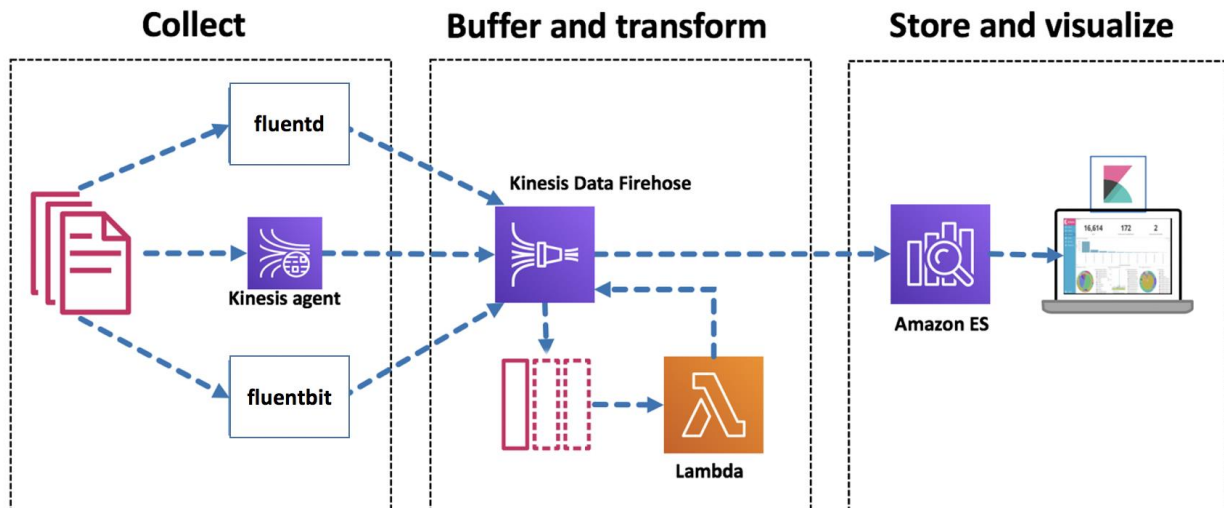 Collect
Buffer and transform
Store and visualize
fluentd
Kinesis agent
fluentbit
Kinesis Data Firehose
Lambda
Amazon ES
16,614
172
2